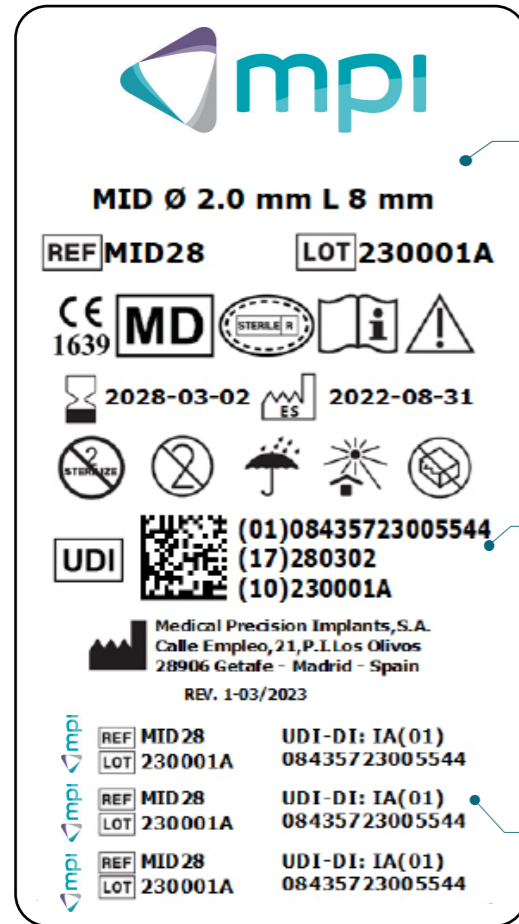 mpi
MID Ø 2.0 mm L 8 mm
REF MID28 LOT 230001A
CE 1639 MD STERILE R i
2028-03-02 ES 2022-08-31
2 STERILIZE 2
UDI
(01)08435723005544
(17)280302
(10)230001A
Medical Precision Implants,S.A.
Calle Empleo,21,P.I.Los Olivos
28906 Getafe - Madrid - Spain
REV. 1-03/2023
mpi
REF MID28 UDI-DI: IA(01)
LOT 230001A 08435723005544
mpi
REF MID28 UDI-DI: IA(01)
LOT 230001A 08435723005544
mpi
REF MID28 UDI-DI: IA(01)
LOT 230001A 08435723005544